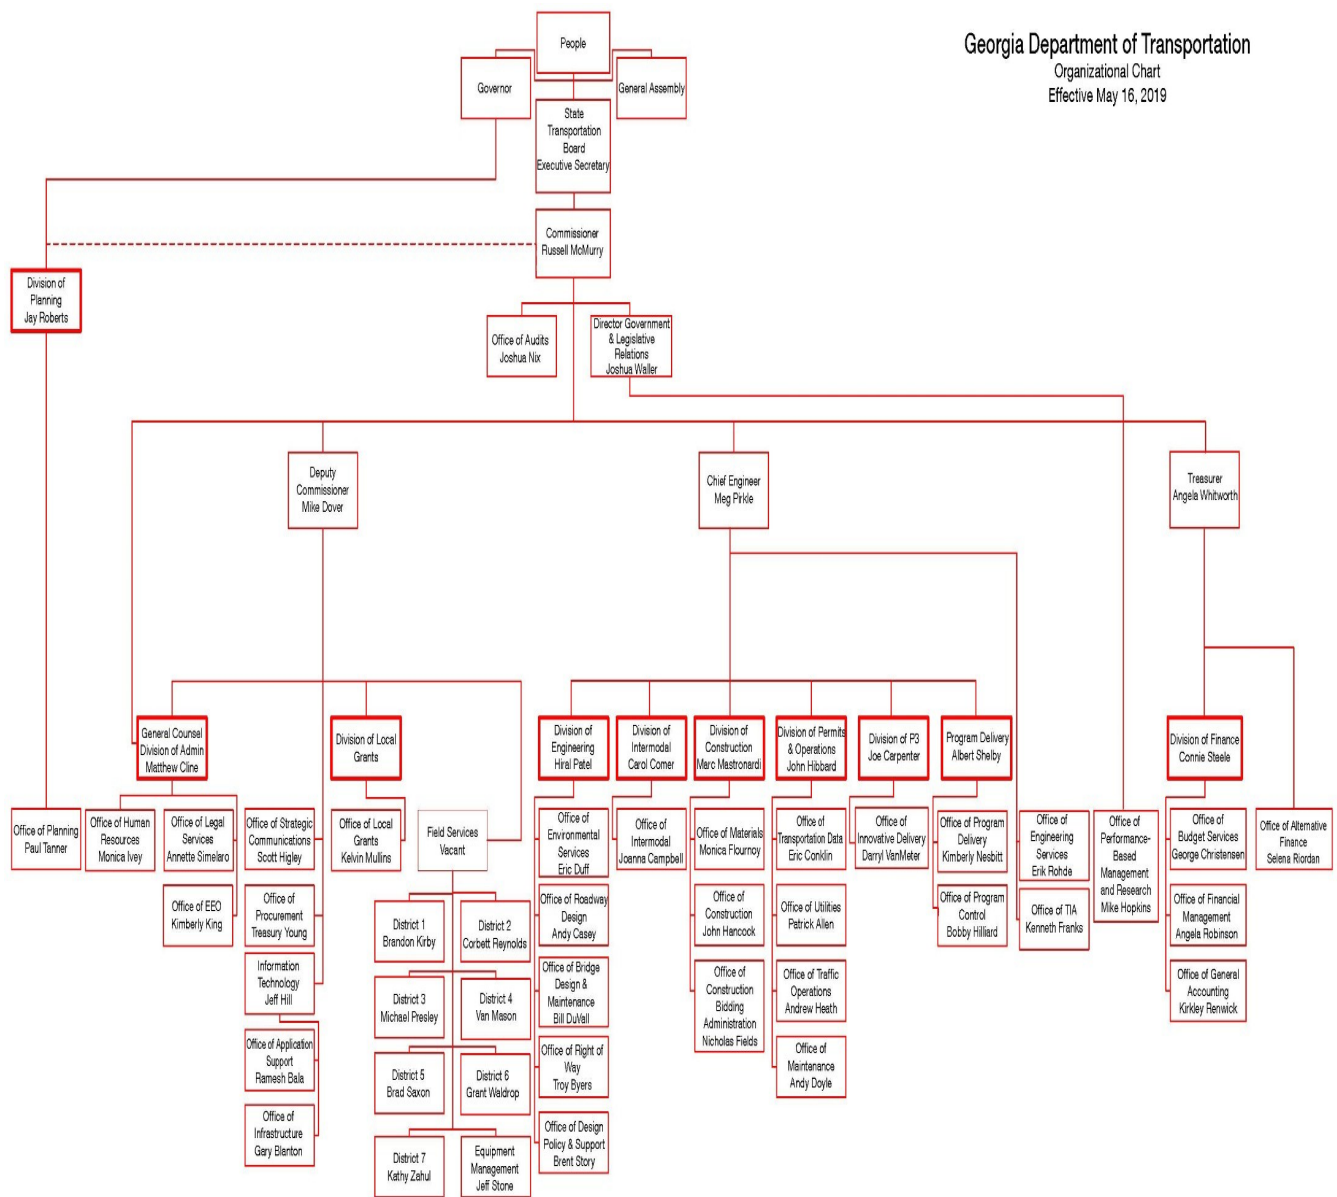 Georgia Department of Transportation
Organizational Chart
Effective May 16, 2019
People
Governor
General Assembly
State
Transportation
Board
Executive Secretary
Commissioner
Russell McMurry
Division of
Planning
Jay Roberts
Office of Audits
Joshua Nix
Director Government
& Legislative
Relations
Joshua Waller
Deputy
Commissioner
Mike Dover
Chief Engineer
Meg Pirkle
Treasurer
Angela Whitworth
General Counsel
Division of Admin
Matthew Cline
Division of Local
Grants
Division of
Engineering
Hiral Patel
Division of
Intermodal
Carol Comer
Division of
Construction
Marc Mastronardi
Division of Permits
& Operations
John Hibbard
Division of P3
Joe Carpenter
Program Delivery
Albert Shelby
Division of Finance
Connie Steele
Office of Planning
Paul Tanner
Office of Human
Resources
Monica Ivey
Office of Legal
Services
Annette Simelaro
Office of Strategic
Communications
Scott Higley
Office of Local
Grants
Kelvin Mullins
Field Services
Vacant
Office of
Environmental
Services
Eric Duff
Office of
Intermodal
Joanna Campbell
Office of Materials
Monica Flournoy
Office of
Transportation Data
Eric Conklin
Office of
Innovative Delivery
Darryl VanMeter
Office of Program
Delivery
Kimberly Nesbitt
Office of
Engineering
Services
Erik Rohde
Office of
Performance-
Based
Management
and Research
Mike Hopkins
Office of
Budget Services
George Christensen
Office of Alternative
Finance
Selena Riordan
Office of EEO
Kimberly King
Office of
Procurement
Treasury Young
District 1
Brandon Kirby
District 2
Corbett Reynolds
Office of Roadway
Design
Andy Casey
Office of
Construction
John Hancock
Office of Utilities
Patrick Allen
Office of Program
Control
Bobby Hilliard
Office of TIA
Kenneth Franks
Office of Financial
Management
Angela Robinson
Information
Technology
Jeff Hill
District 3
Michael Presley
District 4
Van Mason
Office of Bridge
Design &
Maintenance
Bill DuVall
Office of
Construction
Bidding
Administration
Nicholas Fields
Office of Traffic
Operations
Andrew Heath
Office of General
Accounting
Kirkley Renwick
Office of Application
Support
Ramesh Bala
District 5
Brad Saxon
District 6
Grant Waldrop
Office of Right of
Way
Troy Byers
Office of
Maintenance
Andy Doyle
Office of
Infrastructure
Gary Blanton
District 7
Kathy Zahul
Equipment
Management
Jeff Stone
Office of Design
Policy & Support
Brent Story